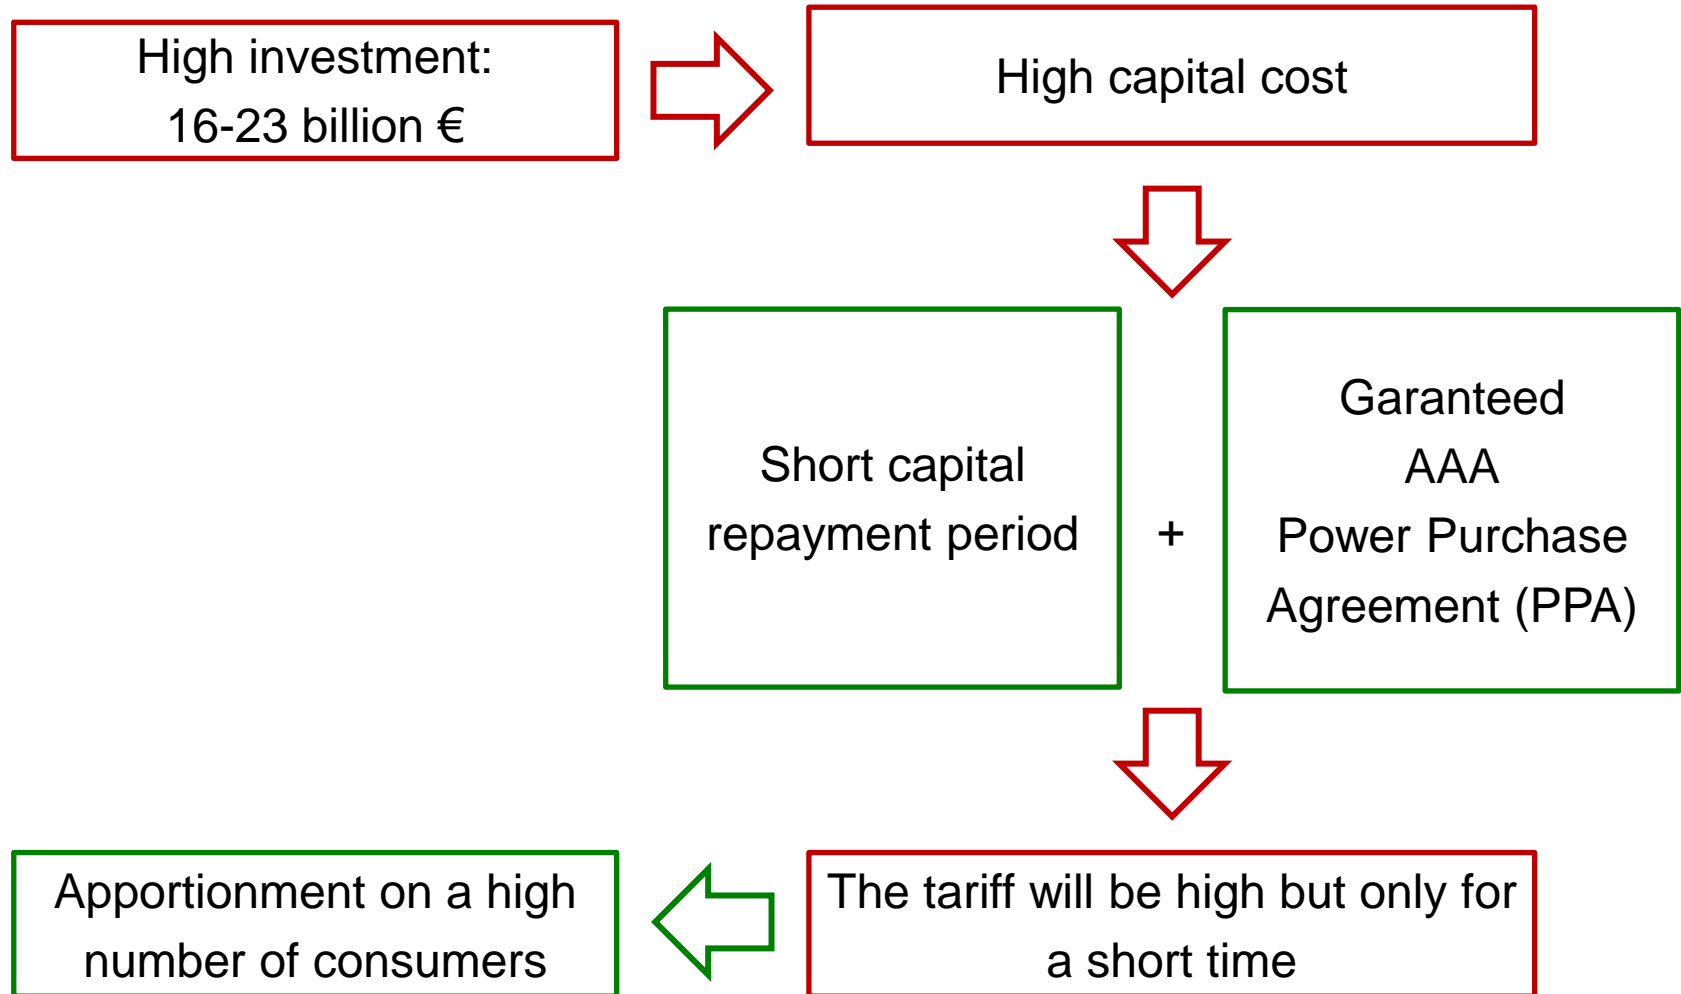 High investment:
16-23 billion €
High capital cost
Short capital
repayment period
+
Garanteed
AAA
Power Purchase
Agreement (PPA)
The tariff will be high but only for
a short time
Apportionment on a high
number of consumers